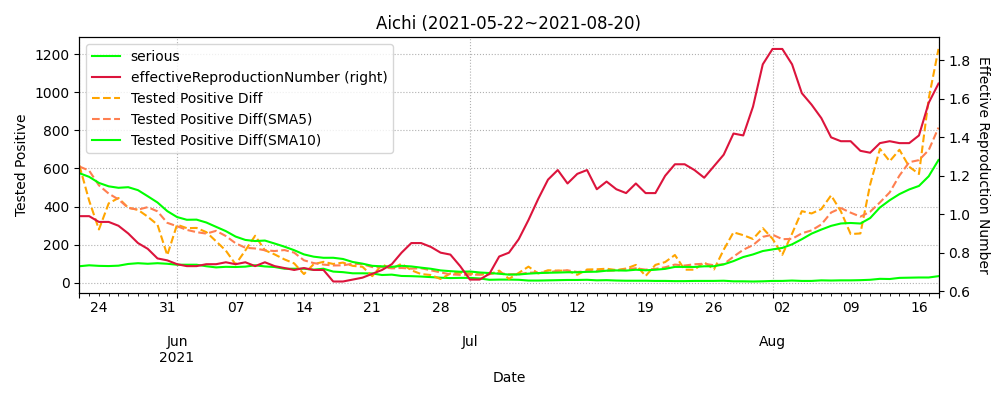 Aichi (2021-05-22~2021-08-20)
serious
effectiveReproductionNumber (right)
Tested Positive Diff
Tested Positive Diff(SMA5)
Tested Positive Diff(SMA10)
Tested Positive
1200
1000
800
600
400
200
0
Effective Reproduction Number
1.8
1.6
1.4
1.2
1.0
0.8
0.6
24 07 14 21 28 05 12 19 26 02 09 16
Jun Jul Aug
2021
Date